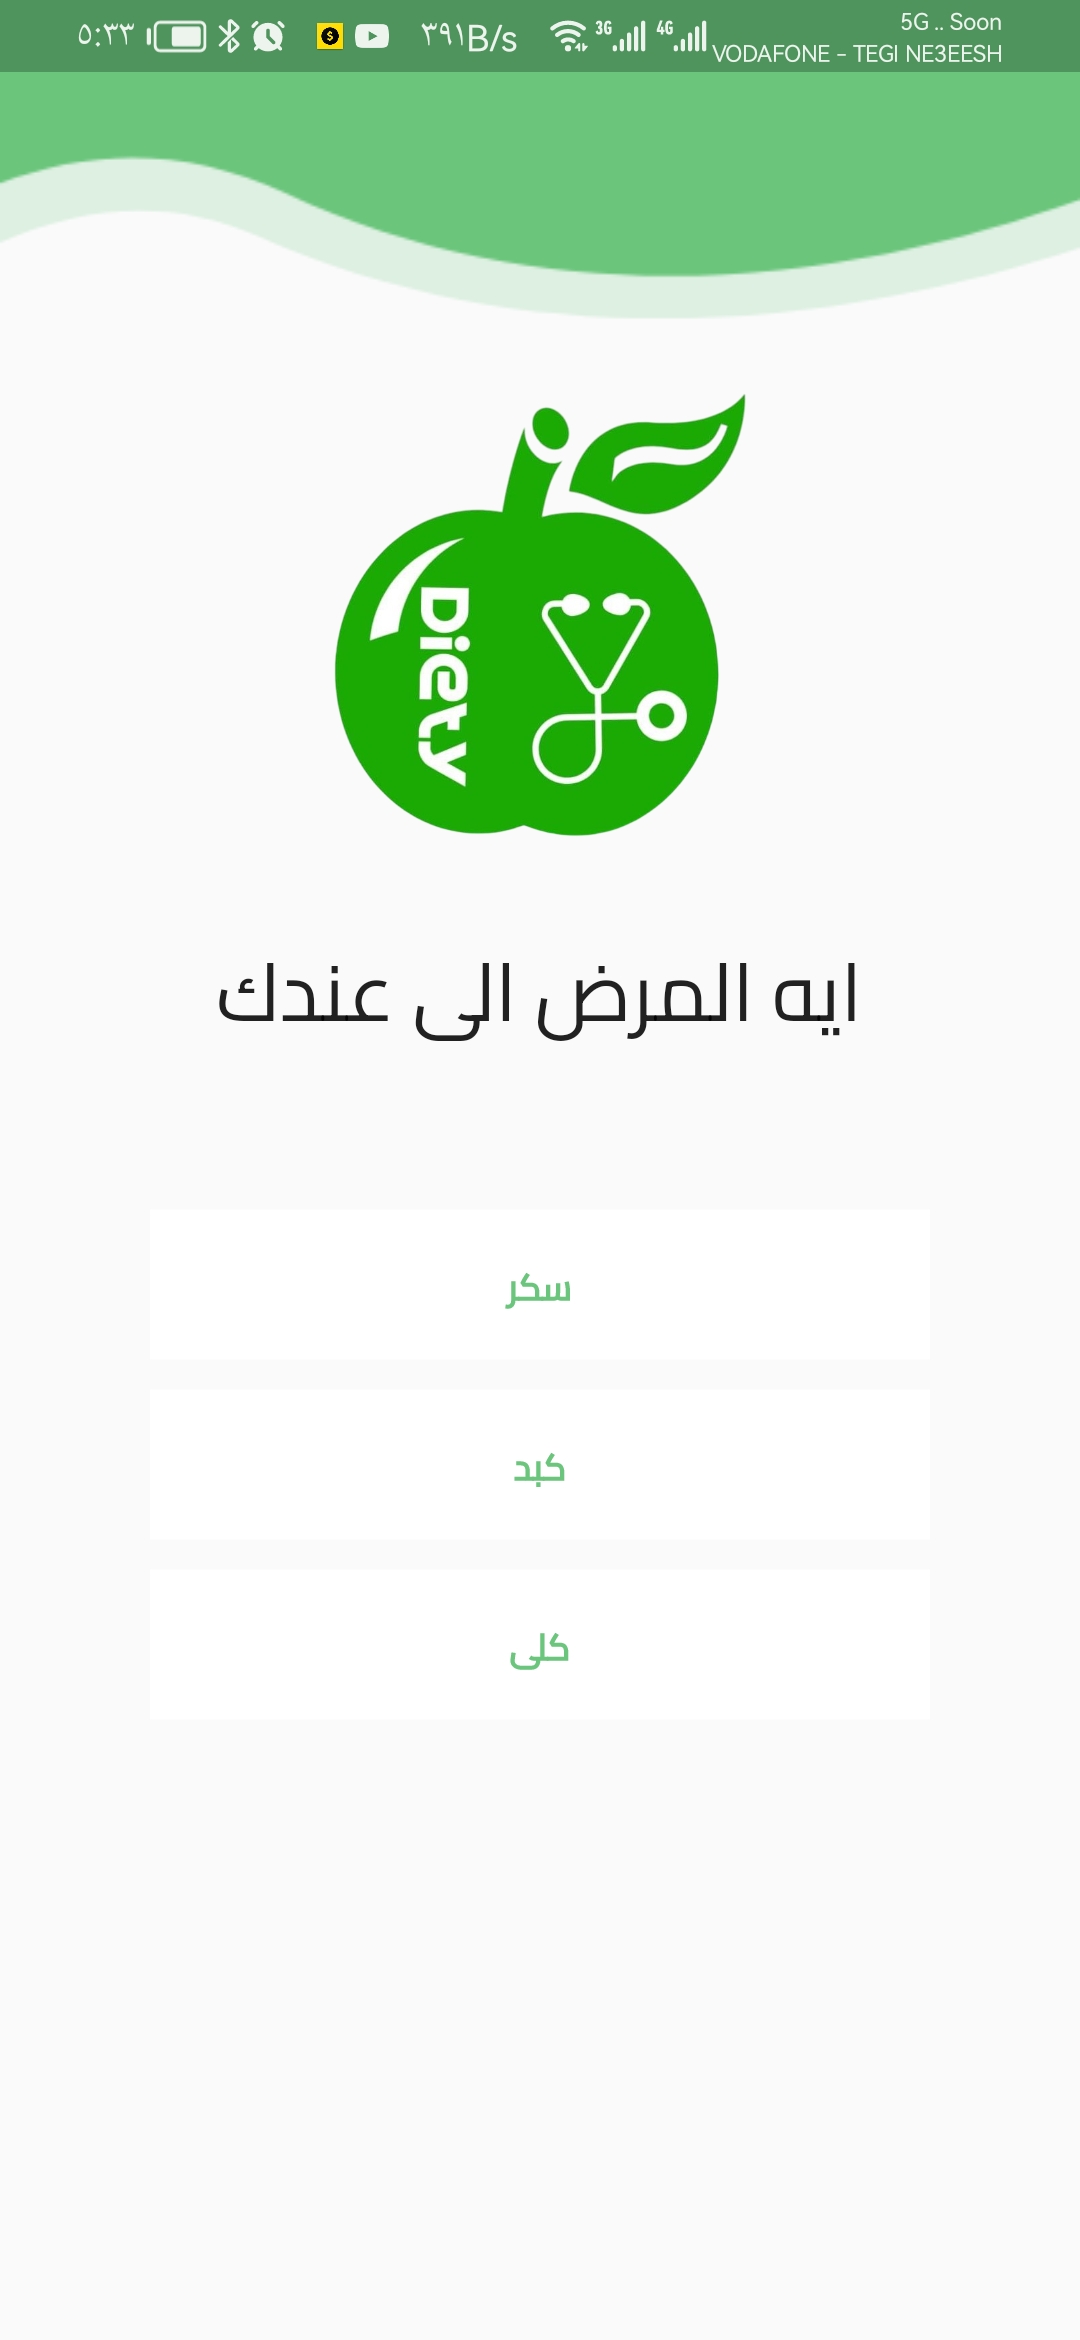 ٥:٣٣
٣٩١B/s
3G
4G
5G .. Soon
VODAFONE - TEGI NE3EESH
Diety
ايه المرض الى عندك
سكر
كبد
كلى